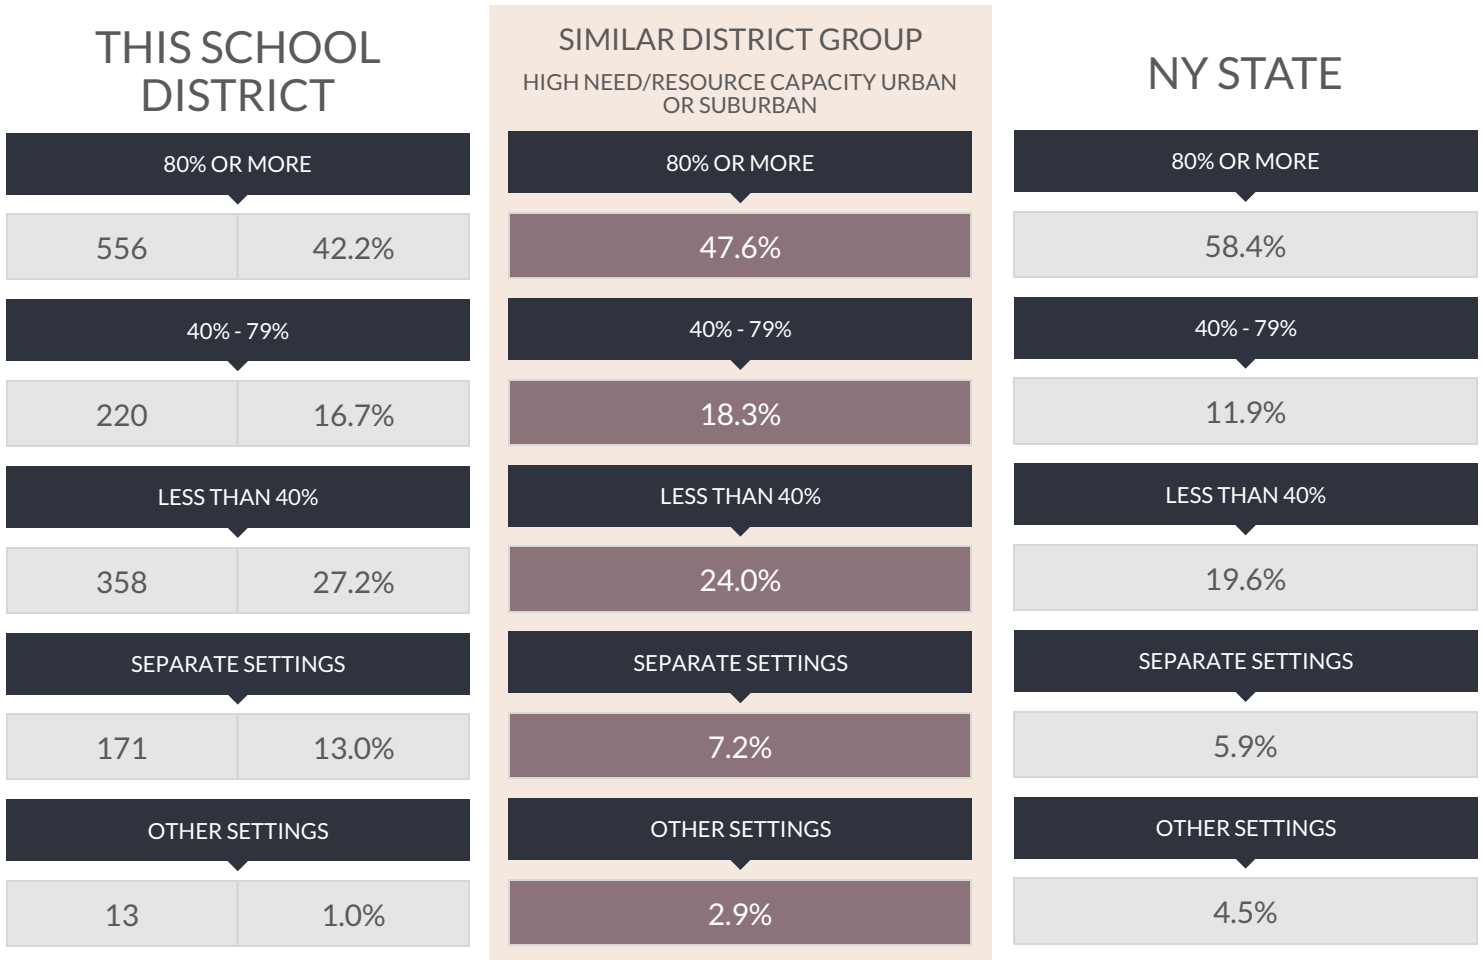 THIS SCHOOL
DISTRICT
80% OR MORE
556 42.2%
40% - 79%
220 16.7%
LESS THAN 40%
358 27.2%
SEPARATE SETTINGS
171 13.0%
OTHER SETTINGS
13 1.0%
SIMILAR DISTRICT GROUP
HIGH NEED/RESOURCE CAPACITY URBAN
OR SUBURBAN
80% OR MORE
47.6%
40% - 79%
18.3%
LESS THAN 40%
24.0%
SEPARATE SETTINGS
7.2%
OTHER SETTINGS
2.9%
NY STATE
80% OR MORE
58.4%
40% - 79%
11.9%
LESS THAN 40%
19.6%
SEPARATE SETTINGS
5.9%
OTHER SETTINGS
4.5%